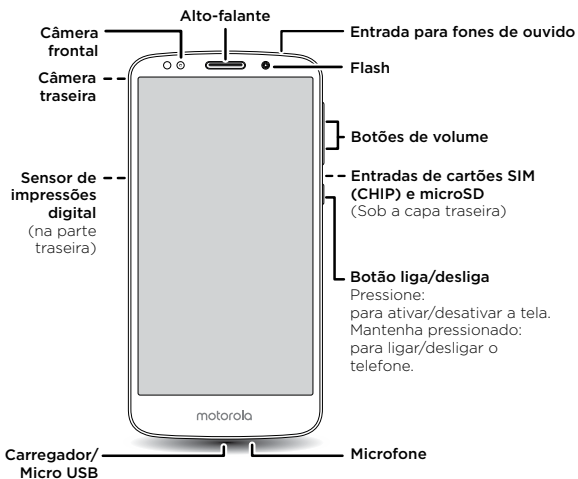 Alto-falante
Câmera
frontal
Câmera
traseira
Sensor de
impressões
digital
(na parte
traseira)
Entrada para fones de ouvido
Flash
Botões de volume
Entradas de cartões SIM
(CHIP) e microSD
(Sob a capa traseira)
Botão liga/desliga
Pressione:
para ativar/desativar a tela.
Mantenha pressionado:
para ligar/desligar o
telefone.
motorola
Carregador/
Micro USB
Microfone